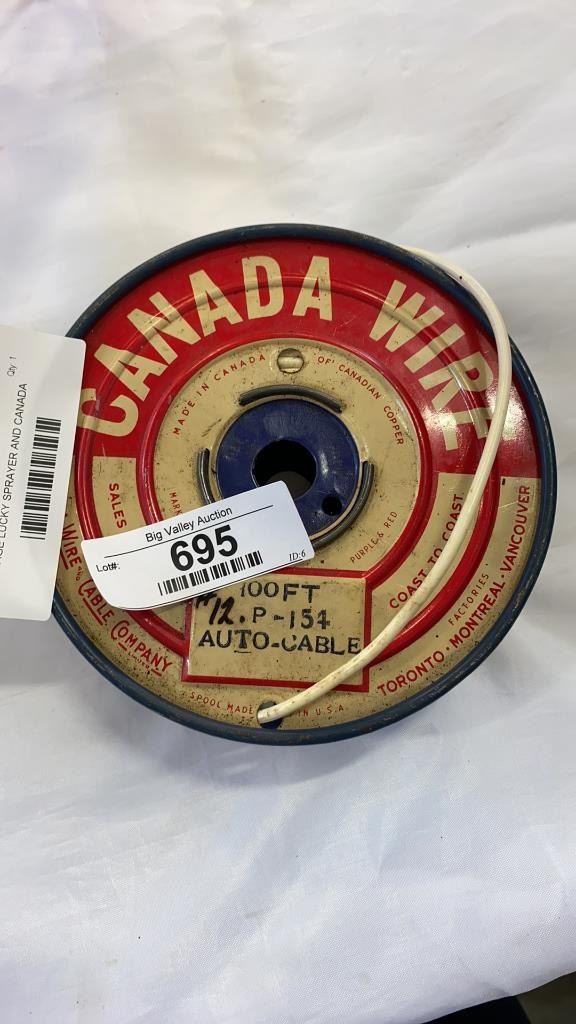 CANADA WIRE
MADE IN CANADA
OF CANADIAN COPPER
SALES
COAST TO COAST
MARK
PURPLE & RED
FACTORIES
TORONTO - MONTREAL - VANCOUVER
WIRE AND CABLE COMPANY
100FT
#12. P-154
AUTO-CABLE
SPOOL MADE IN U.S.A.
Big Valley Auction
Lot#:
695
ID:6
LUCKY SPRAYER AND CANADA
Qty: 1